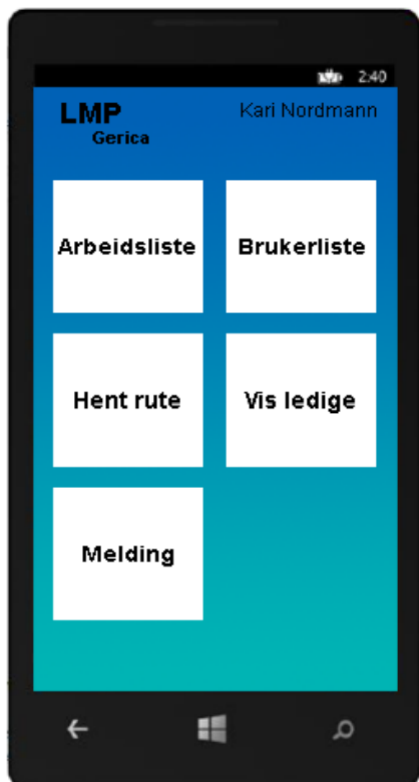 2:40
LMP
Kari Nordmann
Gerica
Arbeidsliste
Brukerliste
Hent rute
Vis ledige
Melding